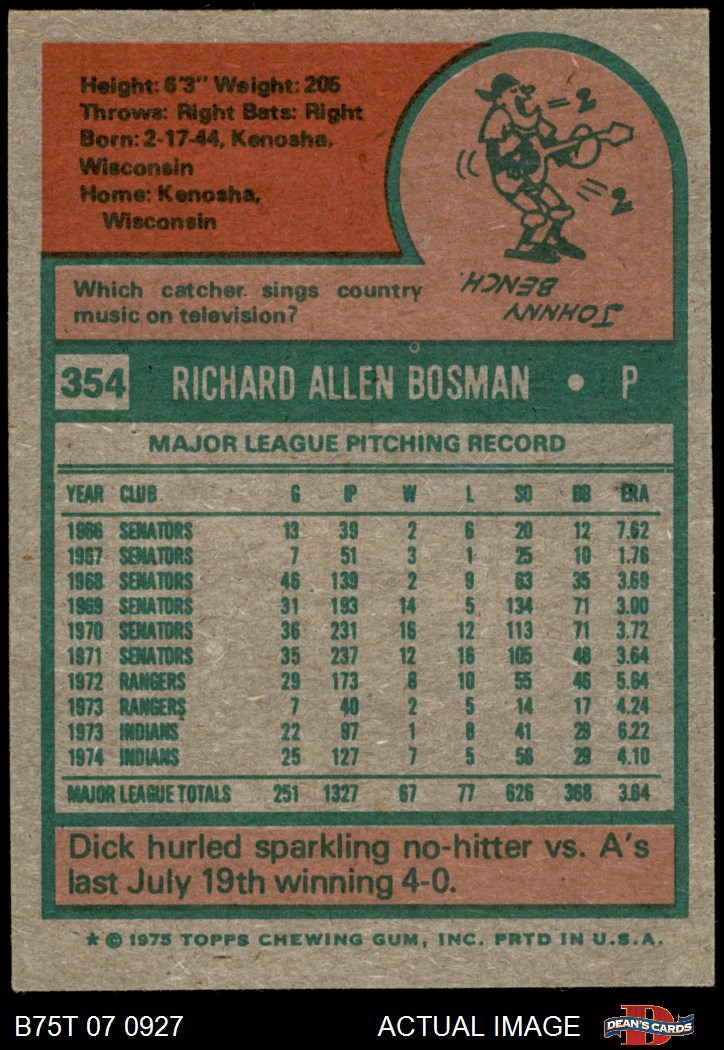 Height: 6'3" Weight: 205
Throws: Right Bats: Right
Born: 2-17-44, Kenosha,
Wisconsin
Home: Kenosha,
Wisconsin
2
2
JOHNNY
BENCH.
Which catcher sings country
music on television?
354 RICHARD ALLEN BOSMAN • P
MAJOR LEAGUE PITCHING RECORD
YEAR CLUB G IP W L SO BB ERA
1966 SENATORS 13 39 2 6 20 12 7.62
1967 SENATORS 7 51 3 1 25 10 1.76
1968 SENATORS 46 139 2 9 63 35 3.69
1969 SENATORS 31 193 14 5 134 71 3.00
1970 SENATORS 36 231 16 12 113 71 3.72
1971 SENATORS 35 237 12 16 105 48 3.64
1972 RANGERS 29 173 8 10 55 46 5.64
1973 RANGERS 7 40 2 5 14 17 4.24
1973 INDIANS 22 97 1 8 41 29 6.22
1974 INDIANS 25 127 7 5 56 29 4.10
MAJOR LEAGUE TOTALS 251 1327 67 77 626 368 3.64
Dick hurled sparkling no-hitter vs. A's
last July 19th winning 4-0.
* © 1975 TOPPS CHEWING GUM, INC. PRTD IN U.S.A.
B75T 07 0927 ACTUAL IMAGE D DEAN'S CARDS